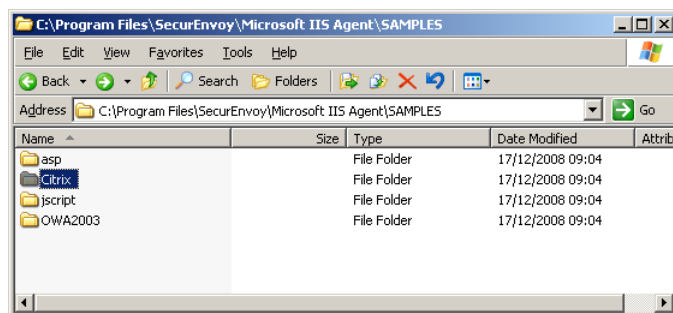 C:\Program Files\SecurEnvoy\Microsoft IIS Agent\SAMPLES
File Edit View Favorites Tools Help
Back Search Folders
Address C:\Program Files\SecurEnvoy\Microsoft IIS Agent\SAMPLES Go
Name Size Type Date Modified Attrib
asp File Folder 17/12/2008 09:04
Citrix File Folder 17/12/2008 09:04
jscript File Folder 17/12/2008 09:04
OWA2003 File Folder 17/12/2008 09:04